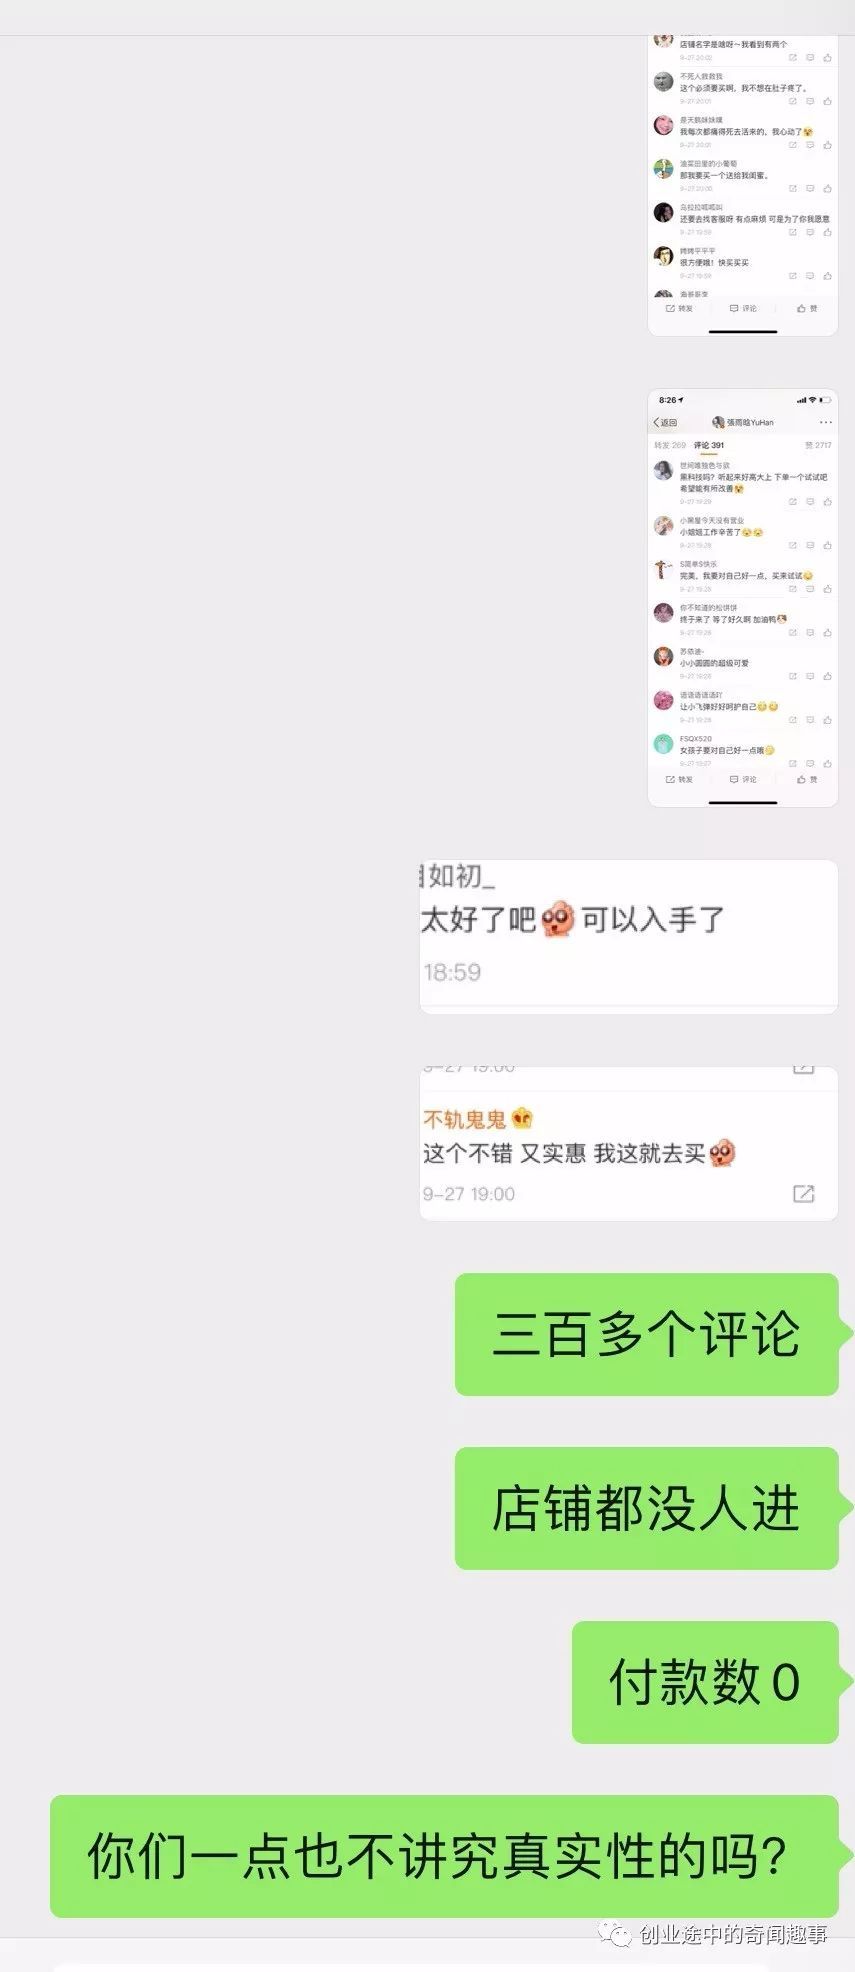 店铺名字是啥呀~我看到有两个
9-27 20:02
不死人救救我
这个必须要买啊，我不想在肚子疼了。
9-27 20:01
是天鹅妹妹噗
我每次都痛得死去活来的，我心动了
9-27 20:01
油菜田里的小葡萄
那我要买一个送给我闺蜜。
9-27 20:00
乌拉拉呱呱叫
还要去找客服呀 有点麻烦 可是为了你我愿意
9-27 19:59
娉娉平平平
很方便哦！快买买买
9-27 19:59
海哥哥李
转发 评论 赞
8:26
返回 張雨晗YuHan
转发 269 评论 391 赞 2717
世间唯独色与欲
黑科技吗？听起来好高大上 下单一个试试吧
希望能有所改善
9-27 19:29
小黑屋今天没有营业
小姐姐工作辛苦了
9-27 19:28
S简单S快乐
完美，我要对自己好一点，买来试试
9-27 19:28
你不知道的松饼饼
终于来了 等了好久啊 加油鸭
9-27 19:28
苏依迪-
小小圆圆的超级可爱
9-27 19:28
语语语语语吖
让小飞弹好好呵护自己
9-27 19:28
FSQX520
女孩子要对自己好一点哦
9-27 19:27
转发 评论 赞
如初_
太好了吧 可以入手了
18:59
9-27 19:00
不轨鬼鬼
这个不错 又实惠 我这就去买
9-27 19:00
三百多个评论
店铺都没人进
付款数0
你们一点也不讲究真实性的吗？
创业途中的奇闻趣事